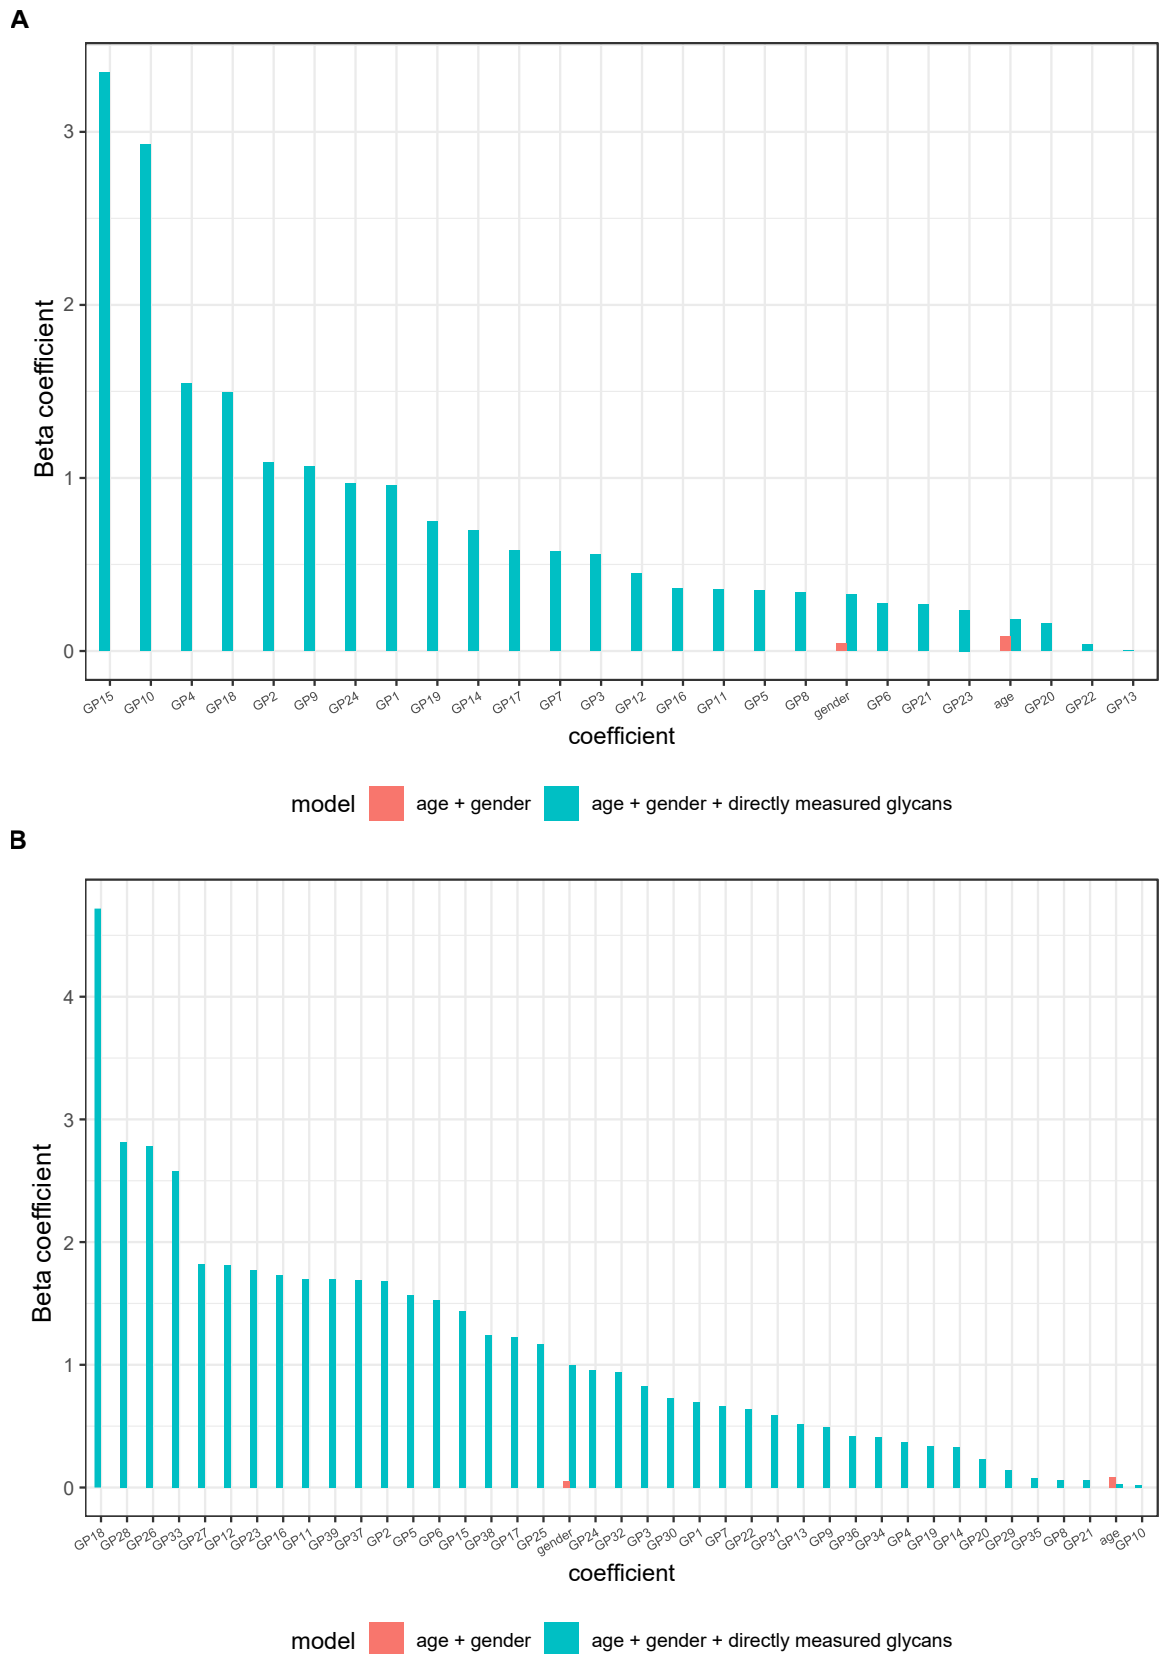 A
3
2
1
0
Beta coefficient
GP15 GP10 GP4 GP18 GP2 GP9 GP24 GP1 GP19 GP14 GP17 GP7 GP3 GP12 GP16 GP11 GP5 GP8 gender GP6 GP21 GP23 age GP20 GP22 GP13
coefficient
model age + gender age + gender + directly measured glycans
B
4
3
2
1
0
Beta coefficient
GP18 GP28 GP26 GP33 GP27 GP12 GP23 GP16 GP11 GP39 GP37 GP2 GP5 GP6 GP15 GP38 GP17 GP25 gender GP24 GP32 GP3 GP30 GP1 GP7 GP22 GP31 GP13 GP9 GP36 GP34 GP4 GP19 GP14 GP20 GP29 GP35 GP8 GP21 age GP10
coefficient
model age + gender age + gender + directly measured glycans